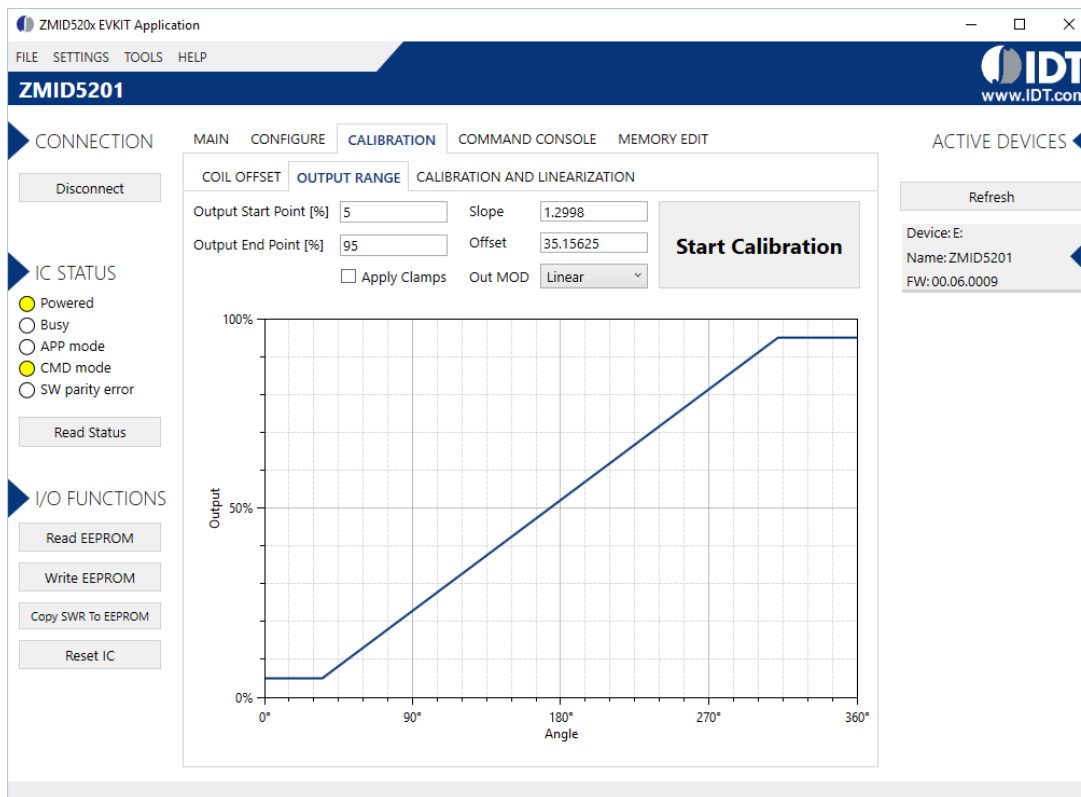 ZMID520x EVKIT Application
FILE SETTINGS TOOLS HELP
IDT
www.IDT.com
ZMID5201
CONNECTION
Disconnect
IC STATUS
Powered
Busy
APP mode
CMD mode
SW parity error
Read Status
I/O FUNCTIONS
Read EEPROM
Write EEPROM
Copy SWR To EEPROM
Reset IC
MAIN CONFIGURE CALIBRATION COMMAND CONSOLE MEMORY EDIT
COIL OFFSET OUTPUT RANGE CALIBRATION AND LINEARIZATION
Output Start Point [%] 5 Slope 1.2998
Output End Point [%] 95 Offset 35.15625
Apply Clamps Out MOD Linear
Start Calibration
100%
50%
0%
Output
0° 90° 180° 270° 360°
Angle
ACTIVE DEVICES
Refresh
Device: E:
Name: ZMID5201
FW: 00.06.0009